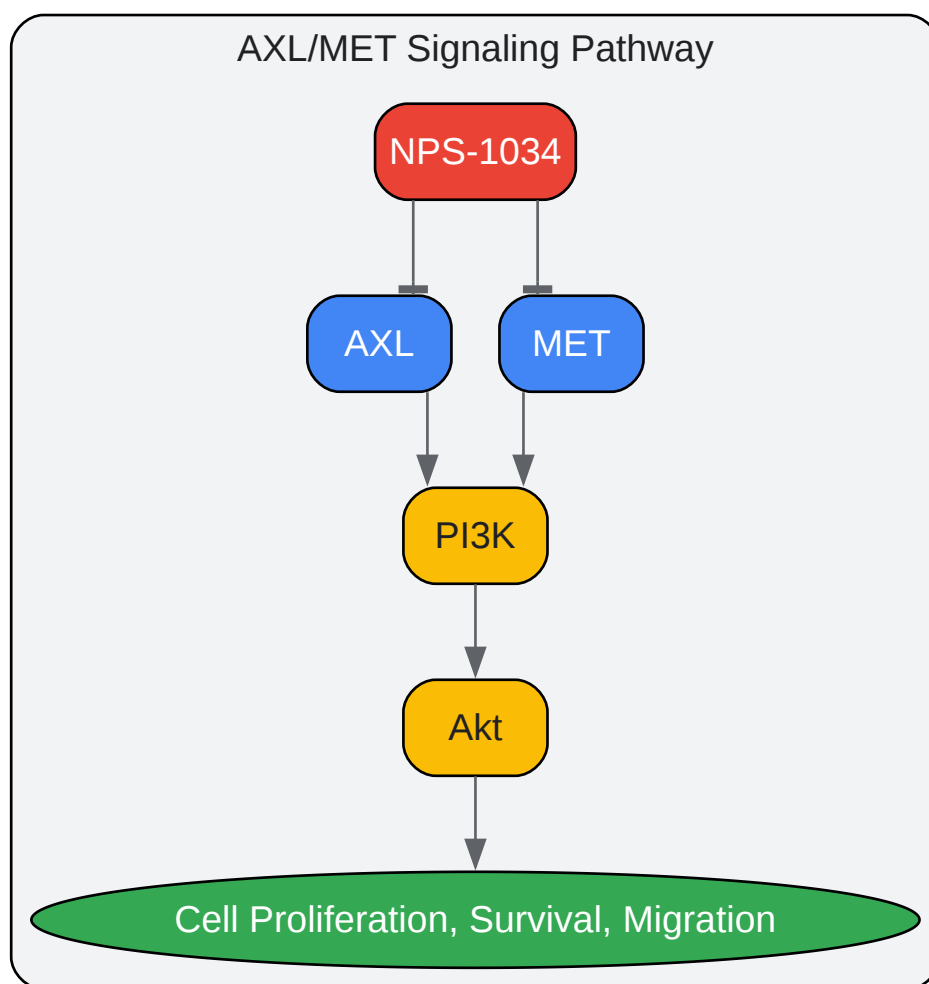 AXL/MET Signaling Pathway
NPS-1034
AXL
MET
PI3K
Akt
Cell Proliferation, Survival, Migration